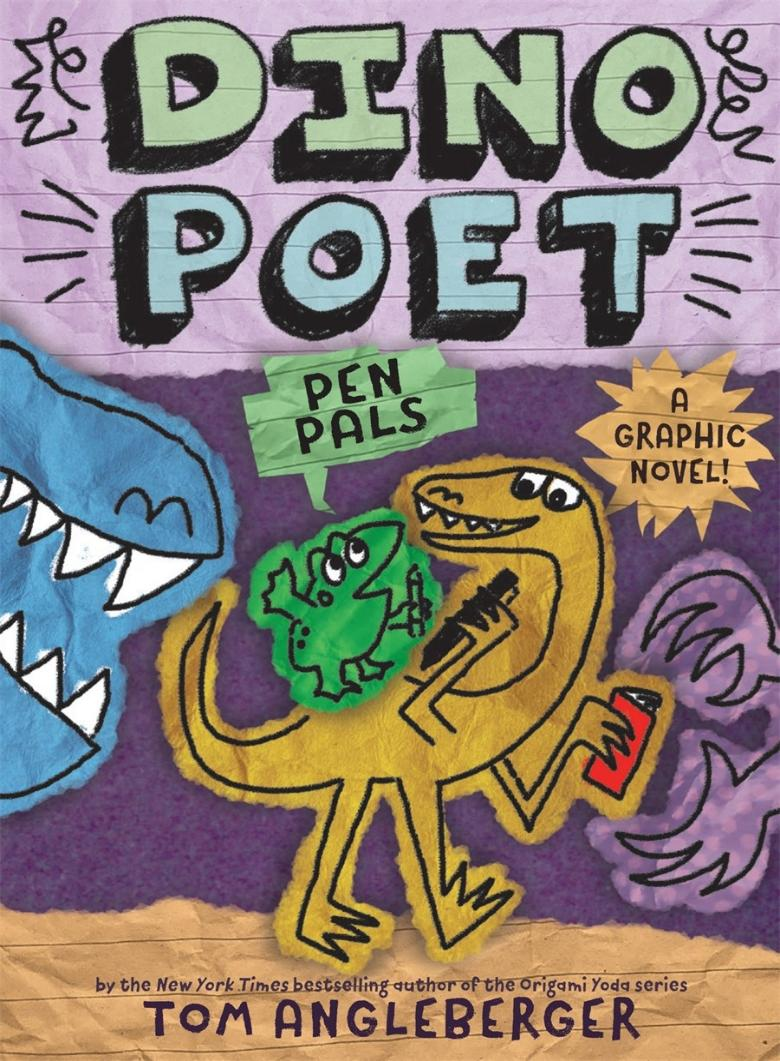 DINO
POET
PEN
PALS
A
GRAPHIC
NOVEL!
by the New York Times bestselling author of the Origami Yoda series
TOM ANGLEBERGER